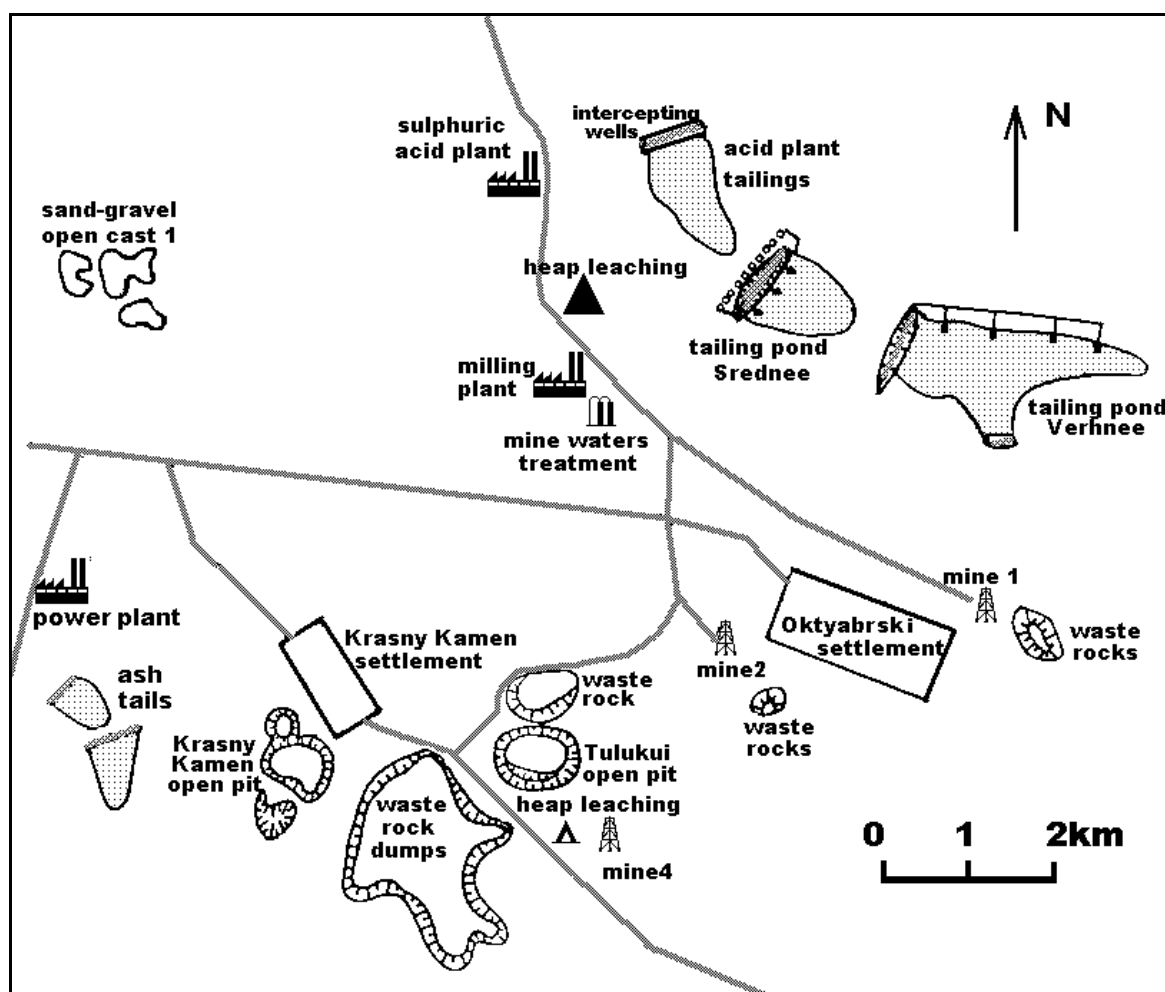 intercepting
wells
N
sulphuric
acid plant
acid plant
tailings
sand-gravel
open cast 1
heap leaching
tailing pond
Srednee
milling
plant
tailing pond
Verhnee
mine waters
treatment
mine 1
power plant
Krasny Kamen
settlement
Oktyabrski
settlement
waste
rocks
mine2
ash
tails
waste
rock
waste
rocks
Krasny
Kamen
open pit
Tulukui
open pit
waste
rock
dumps
heap leaching
mine4
0 1 2km